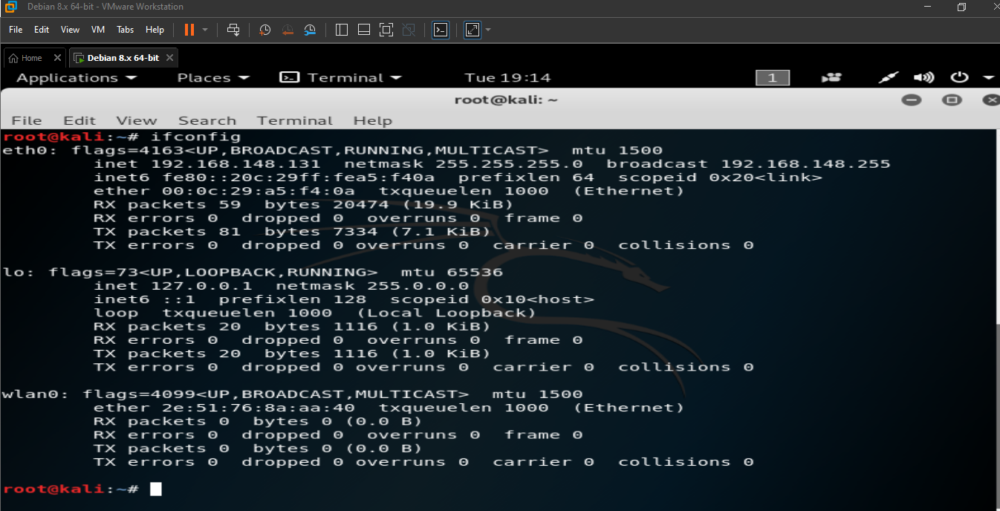 Debian 8.x 64-bit - VMware Workstation
File Edit View VM Tabs Help
Home Debian 8.x 64-bit
Applications Places Terminal Tue 19:14 1
root@kali: ~
File Edit View Search Terminal Help
root@kali:~# ifconfig
eth0: flags=4163<UP,BROADCAST,RUNNING,MULTICAST>  mtu 1500
        inet 192.168.148.131  netmask 255.255.255.0  broadcast 192.168.148.255
        inet6 fe80::20c:29ff:fea5:f40a  prefixlen 64  scopeid 0x20<link>
        ether 00:0c:29:a5:f4:0a  txqueuelen 1000  (Ethernet)
        RX packets 59  bytes 20474 (19.9 KiB)
        RX errors 0  dropped 0  overruns 0  frame 0
        TX packets 81  bytes 7334 (7.1 KiB)
        TX errors 0  dropped 0 overruns 0  carrier 0  collisions 0
lo: flags=73<UP,LOOPBACK,RUNNING>  mtu 65536
        inet 127.0.0.1  netmask 255.0.0.0
        inet6 ::1  prefixlen 128  scopeid 0x10<host>
        loop  txqueuelen 1000  (Local Loopback)
        RX packets 20  bytes 1116 (1.0 KiB)
        RX errors 0  dropped 0  overruns 0  frame 0
        TX packets 20  bytes 1116 (1.0 KiB)
        TX errors 0  dropped 0 overruns 0  carrier 0  collisions 0
wlan0: flags=4099<UP,BROADCAST,MULTICAST>  mtu 1500
        ether 2e:51:76:8a:aa:40  txqueuelen 1000  (Ethernet)
        RX packets 0  bytes 0 (0.0 B)
        RX errors 0  dropped 0  overruns 0  frame 0
        TX packets 0  bytes 0 (0.0 B)
        TX errors 0  dropped 0 overruns 0  carrier 0  collisions 0
root@kali:~#